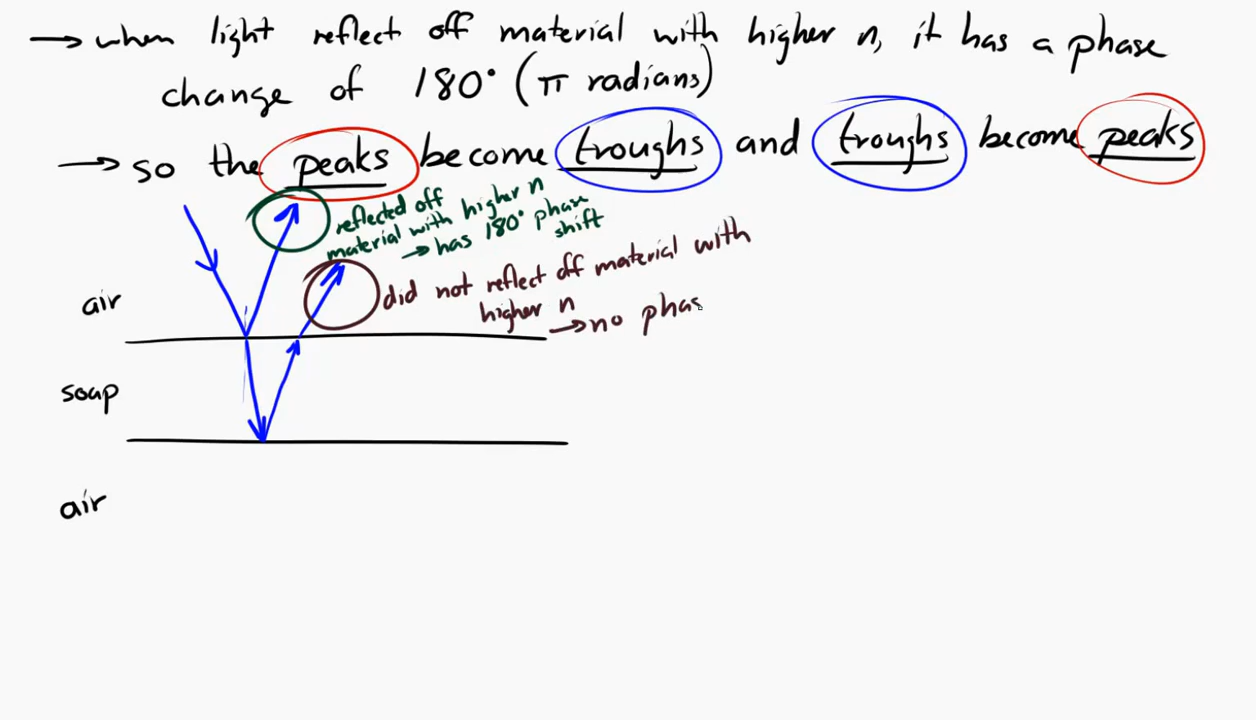 → when light reflect off material with higher n, it has a phase
change of 180° (π radians)
→ so the peaks become troughs and troughs become peaks
reflected off
material with higher n
→ has 180° phase
shift
did not reflect off material with
higher n
→ no phas
air
soap
air